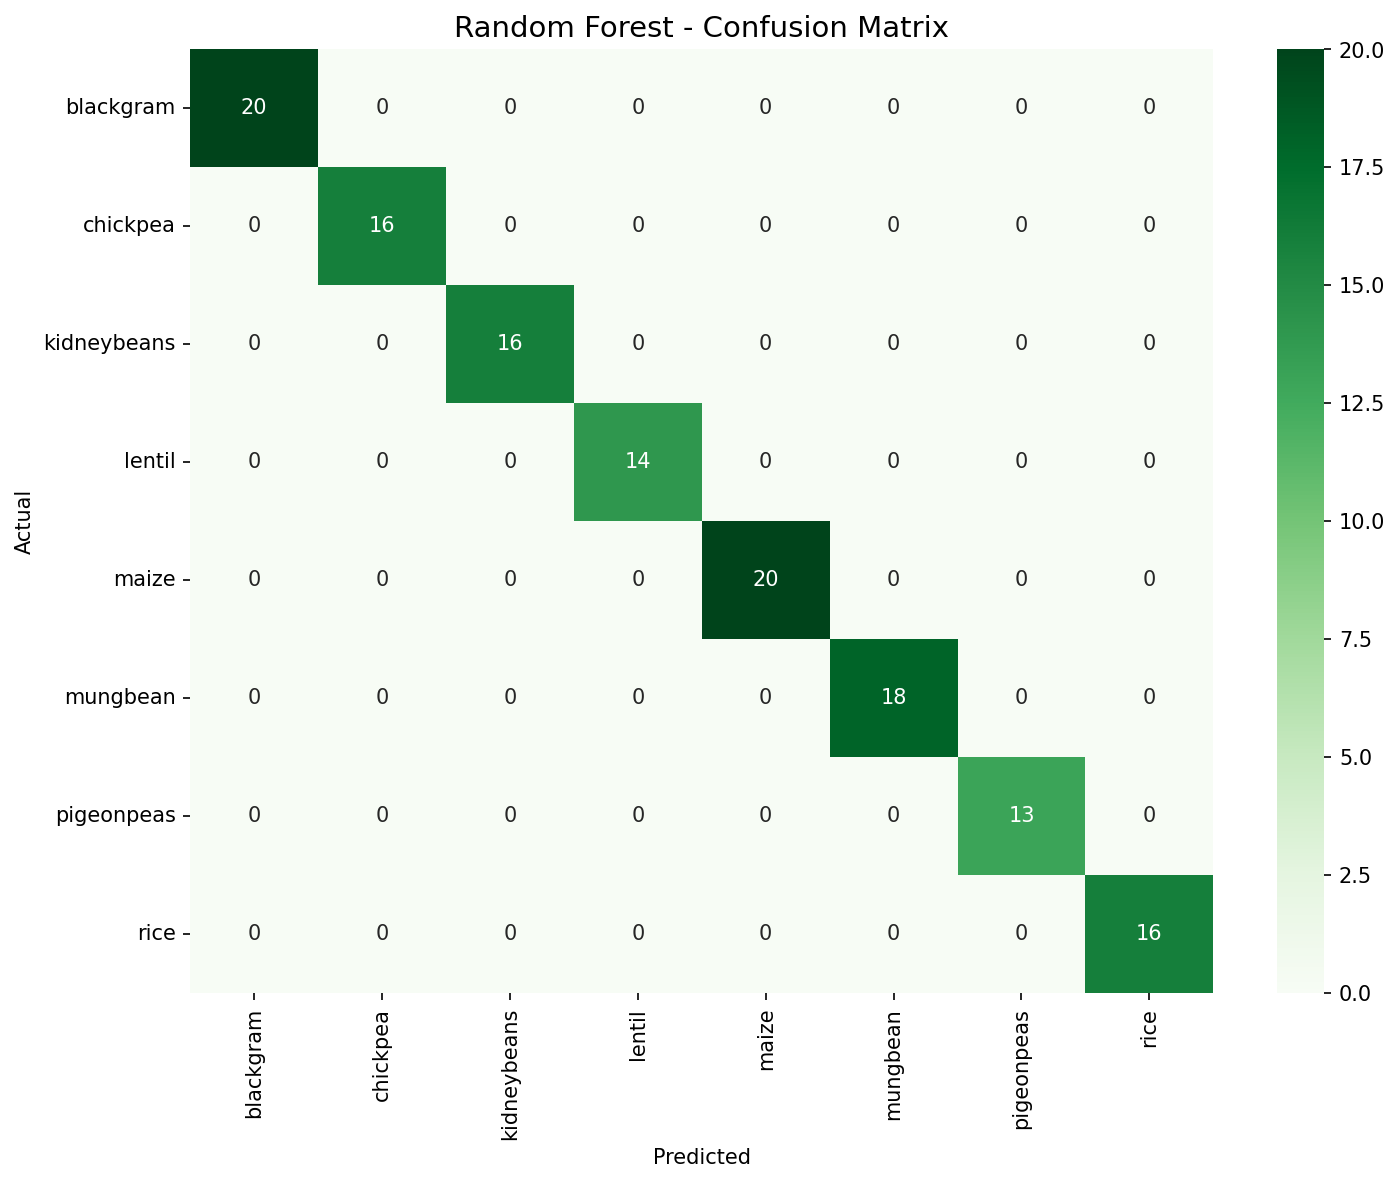 Random Forest - Confusion Matrix
blackgram 20 0 0 0 0 0 0 0
chickpea 0 16 0 0 0 0 0 0
kidneybeans 0 0 16 0 0 0 0 0
lentil 0 0 0 14 0 0 0 0
maize 0 0 0 0 20 0 0 0
mungbean 0 0 0 0 0 18 0 0
pigeonpeas 0 0 0 0 0 0 13 0
rice 0 0 0 0 0 0 0 16
Actual
blackgram chickpea kidneybeans lentil maize mungbean pigeonpeas rice
Predicted
20.0
17.5
15.0
12.5
10.0
7.5
5.0
2.5
0.0